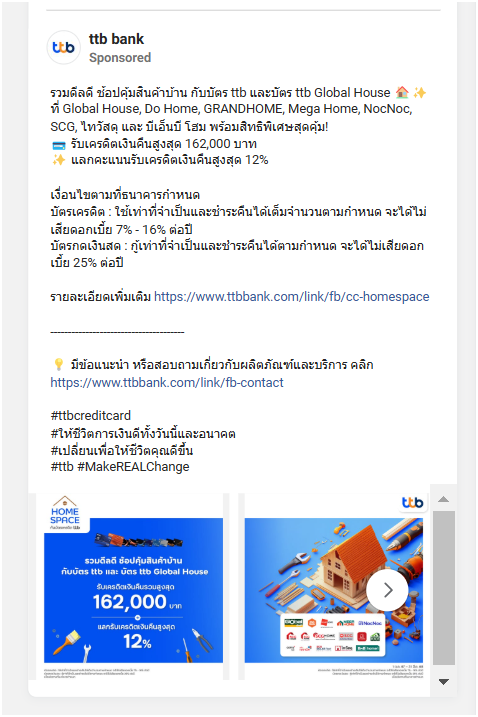 ttb
ttb bank
Sponsored
รวมดีลดี ช้อปคุ้มสินค้าบ้าน กับบัตร ttb และบัตร ttb Global House 🏠 ✨
ที่ Global House, Do Home, GRANDHOME, Mega Home, NocNoc,
SCG, ไทวัสดุ และ บีเอ็นบี โฮม พร้อมสิทธิพิเศษสุดคุ้ม!
💳 รับเครดิตเงินคืนสูงสุด 162,000 บาท
✨ แลกคะแนนรับเครดิตเงินคืนสูงสุด 12%
เงื่อนไขตามที่ธนาคารกำหนด
บัตรเครดิต : ใช้เท่าที่จำเป็นและชำระคืนได้เต็มจำนวนตามกำหนด จะได้ไม่
เสียดอกเบี้ย 7% - 16% ต่อปี
บัตรกดเงินสด : กู้เท่าที่จำเป็นและชำระคืนได้ตามกำหนด จะได้ไม่เสียดอก
เบี้ย 25% ต่อปี
รายละเอียดเพิ่มเติม https://www.ttbbank.com/link/fb/cc-homespace
--------------------------------------
💡 มีข้อแนะนำ หรือสอบถามเกี่ยวกับผลิตภัณฑ์และบริการ คลิก
https://www.ttbbank.com/link/fb-contact
#ttbcreditcard
#ให้ชีวิตการเงินดีทั้งวันนี้และอนาคต
#เปลี่ยนเพื่อให้ชีวิตคุณดีขึ้น
#ttb #MakeREALChange
HOME
SPACE
รวมดีลดี ช้อปคุ้มสินค้าบ้าน
กับบัตร ttb และ บัตร ttb Global House
รับเครดิตเงินคืนรวมสูงสุด
162,000 บาท
แลกรับเครดิตเงินคืนสูงสุด
12%
ttb
NocNoc